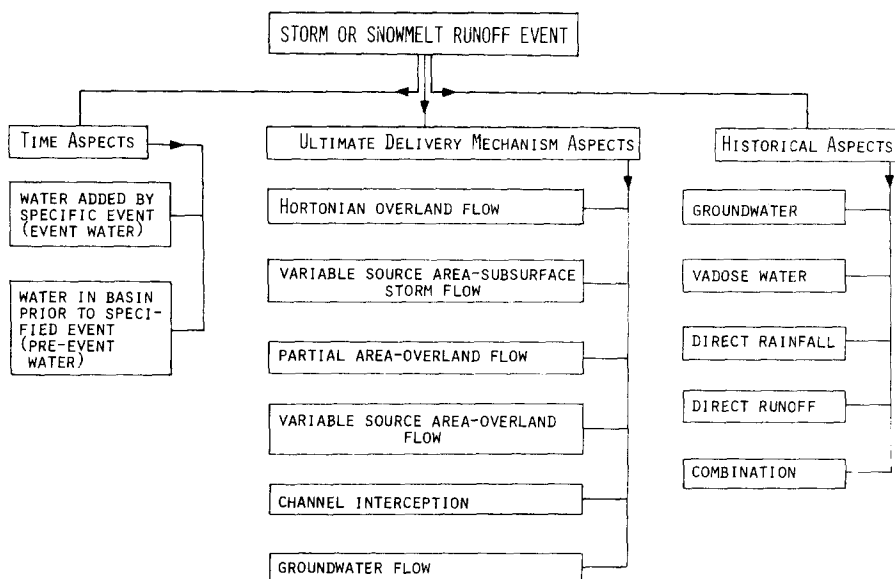 STORM OR SNOWMELT RUNOFF EVENT
TIME ASPECTS
WATER ADDED BY
SPECIFIC EVENT
(EVENT WATER)
WATER IN BASIN
PRIOR TO SPECI-
FIED EVENT
(PRE-EVENT
WATER)
ULTIMATE DELIVERY MECHANISM ASPECTS
HORTONIAN OVERLAND FLOW
VARIABLE SOURCE AREA-SUBSURFACE
STORM FLOW
PARTIAL AREA-OVERLAND FLOW
VARIABLE SOURCE AREA-OVERLAND
FLOW
CHANNEL INTERCEPTION
GROUNDWATER FLOW
HISTORICAL ASPECTS
GROUNDWATER
VADOSE WATER
DIRECT RAINFALL
DIRECT RUNOFF
COMBINATION